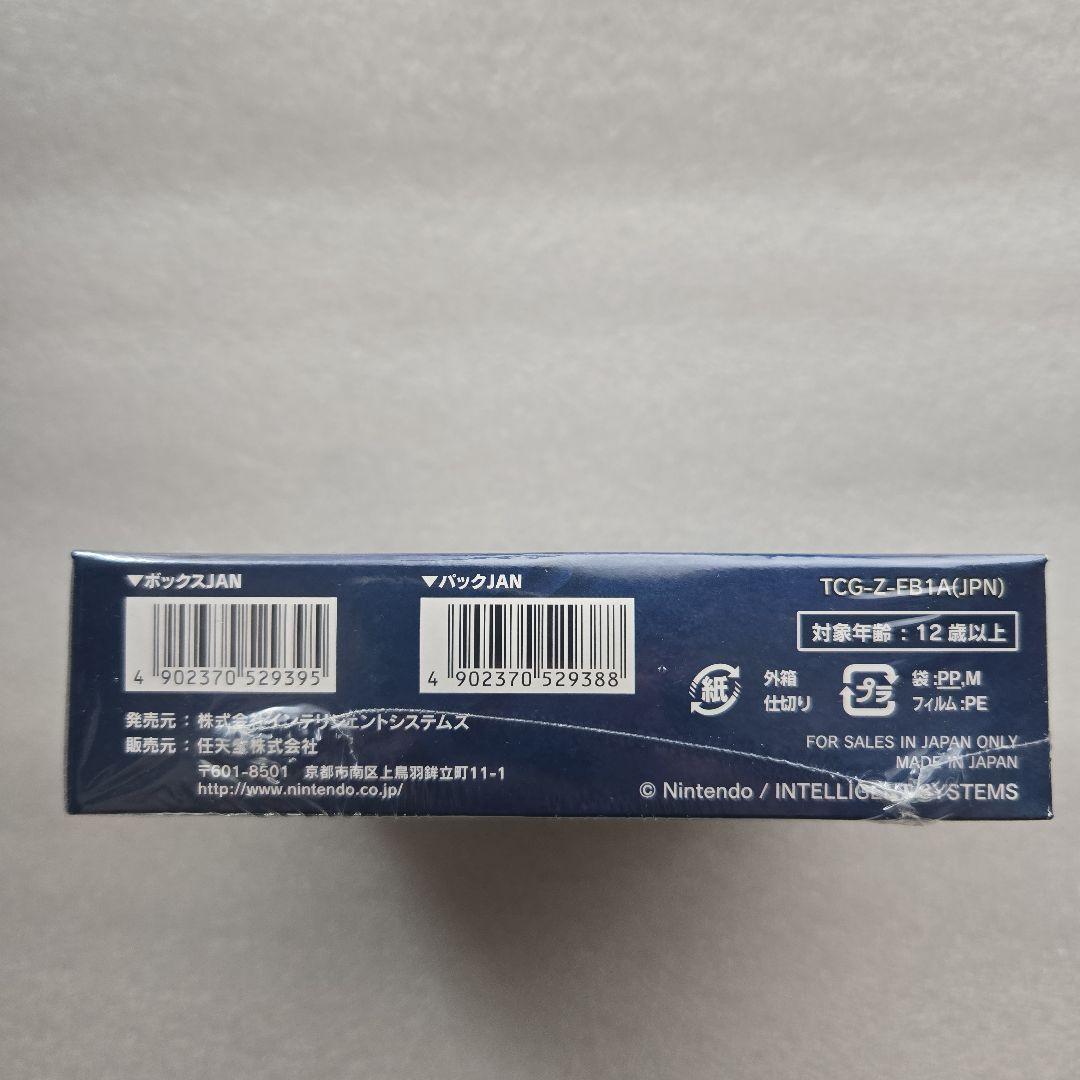 ▼ボックスJAN
4 902370 529395
▼パックJAN
4 902370 529388
TCG-Z-FB1A(JPN)
対象年齢：12歳以上
紙
外箱
仕切り
プラ
袋:PP,M
フィルム:PE
発売元：株式会社インテリジェントシステムズ
販売元：任天堂株式会社
〒601-8501 京都市南区上鳥羽鉾立町11-1
http://www.nintendo.co.jp/
FOR SALES IN JAPAN ONLY
MADE IN JAPAN
© Nintendo / INTELLIGENT SYSTEMS